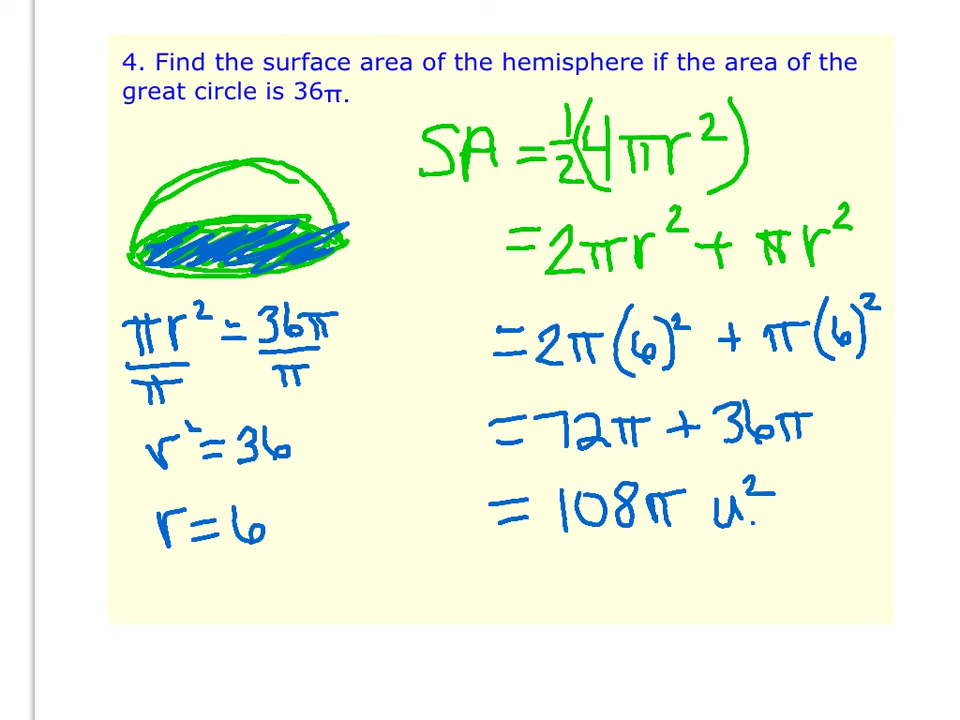 4. Find the surface area of the hemisphere if the area of the
great circle is 36π.
SA = 1/2(4πr²)
= 2πr² + πr²
πr²/π = 36π/π
r² = 36
r = 6
= 2π(6)² + π(6)²
= 72π + 36π
= 108π u².